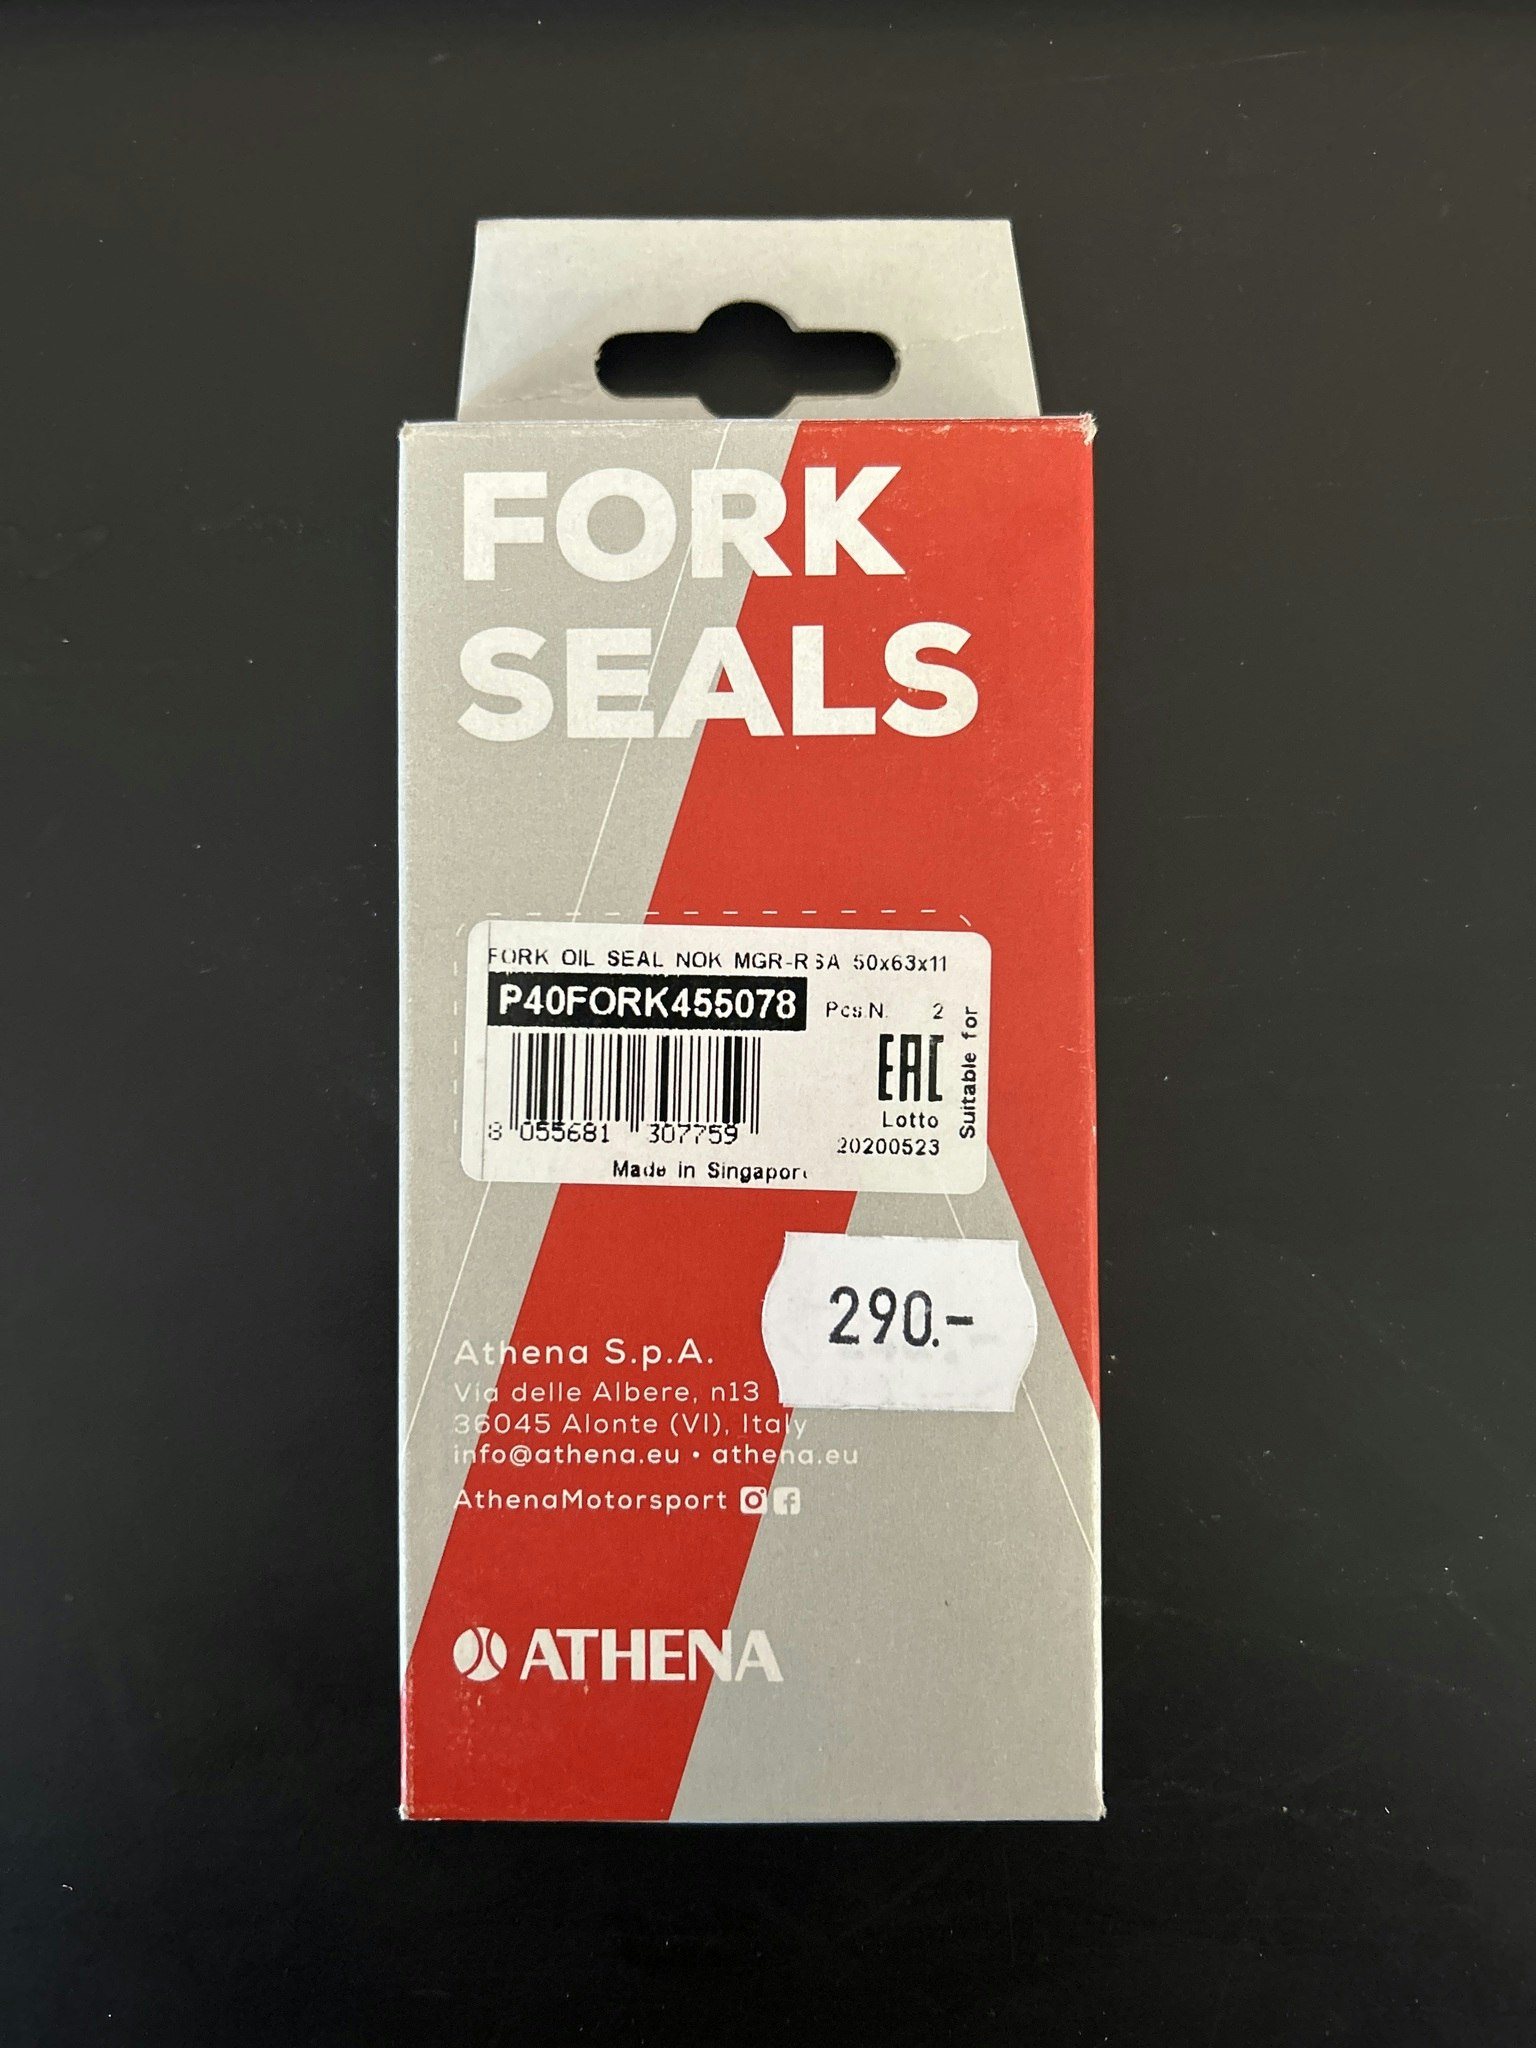 FORK
SEALS
FORK OIL SEAL NOK MGR-RSA 50x63x11
P40FORK455078 Pcs.N. 2
EAC
Suitable for
8 055681 307759
Lotto
20200523
Made in Singapore
290.-
Athena S.p.A.
Via delle Albere, n13
36045 Alonte (VI), Italy
info@athena.eu • athena.eu
AthenaMotorsport
ATHENA